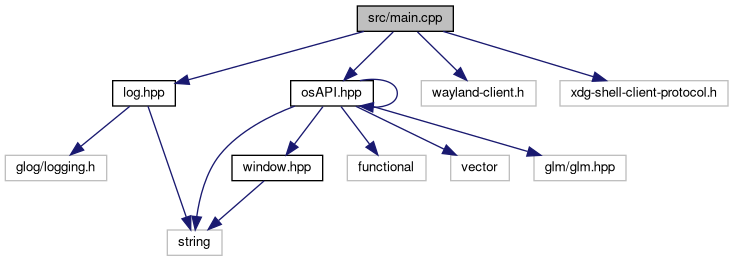 src/main.cpp
log.hpp
osAPI.hpp
wayland-client.h
xdg-shell-client-protocol.h
glog/logging.h
window.hpp
functional
vector
glm/glm.hpp
string